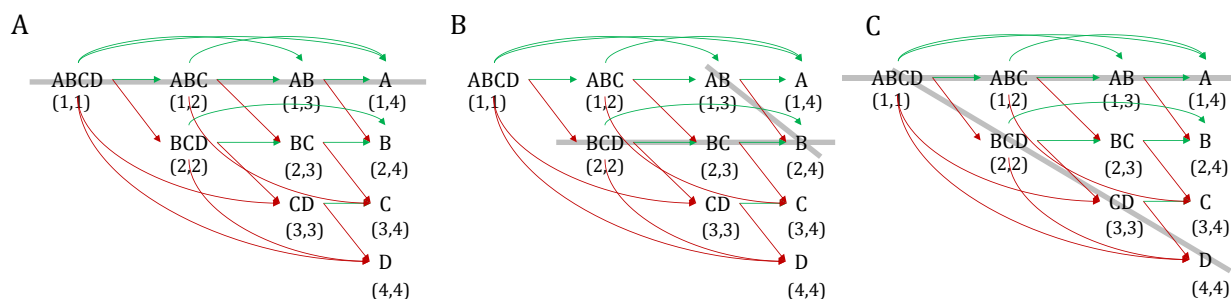 A
ABCD ABC AB A
(1,1) (1,2) (1,3) (1,4)
BCD BC B
(2,2) (2,3) (2,4)
CD C
(3,3) (3,4)
D
(4,4)
B
ABCD ABC AB A
(1,1) (1,2) (1,3) (1,4)
BCD BC B
(2,2) (2,3) (2,4)
CD C
(3,3) (3,4)
D
(4,4)
C
ABCD ABC AB A
(1,1) (1,2) (1,3) (1,4)
BCD BC B
(2,2) (2,3) (2,4)
CD C
(3,3) (3,4)
D
(4,4)